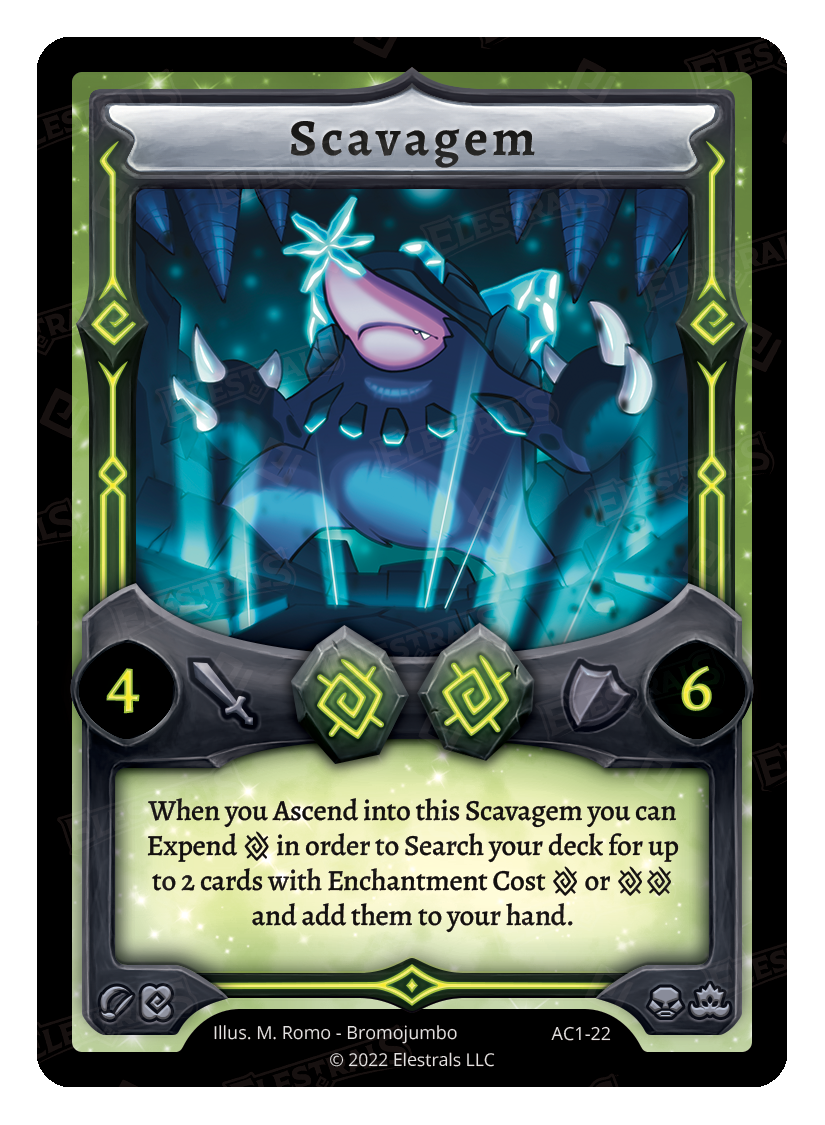 Scavagem
4
6
When you Ascend into this Scavagem you can
Expend in order to Search your deck for up
to 2 cards with Enchantment Cost or
and add them to your hand.
Illus. M. Romo - Bromojumbo
AC1-22
© 2022 Elestrals LLC